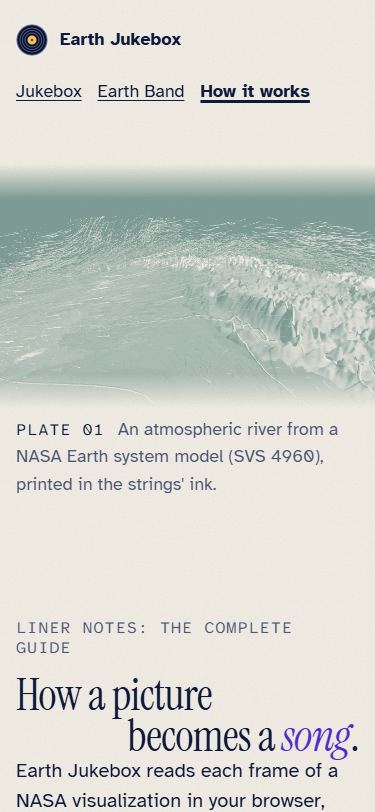 Earth Jukebox
Jukebox Earth Band How it works
PLATE 01 An atmospheric river from a
NASA Earth system model (SVS 4960),
printed in the strings' ink.
LINER NOTES: THE COMPLETE
GUIDE
How a picture
becomes a song.
Earth Jukebox reads each frame of a
NASA visualization in your browser,